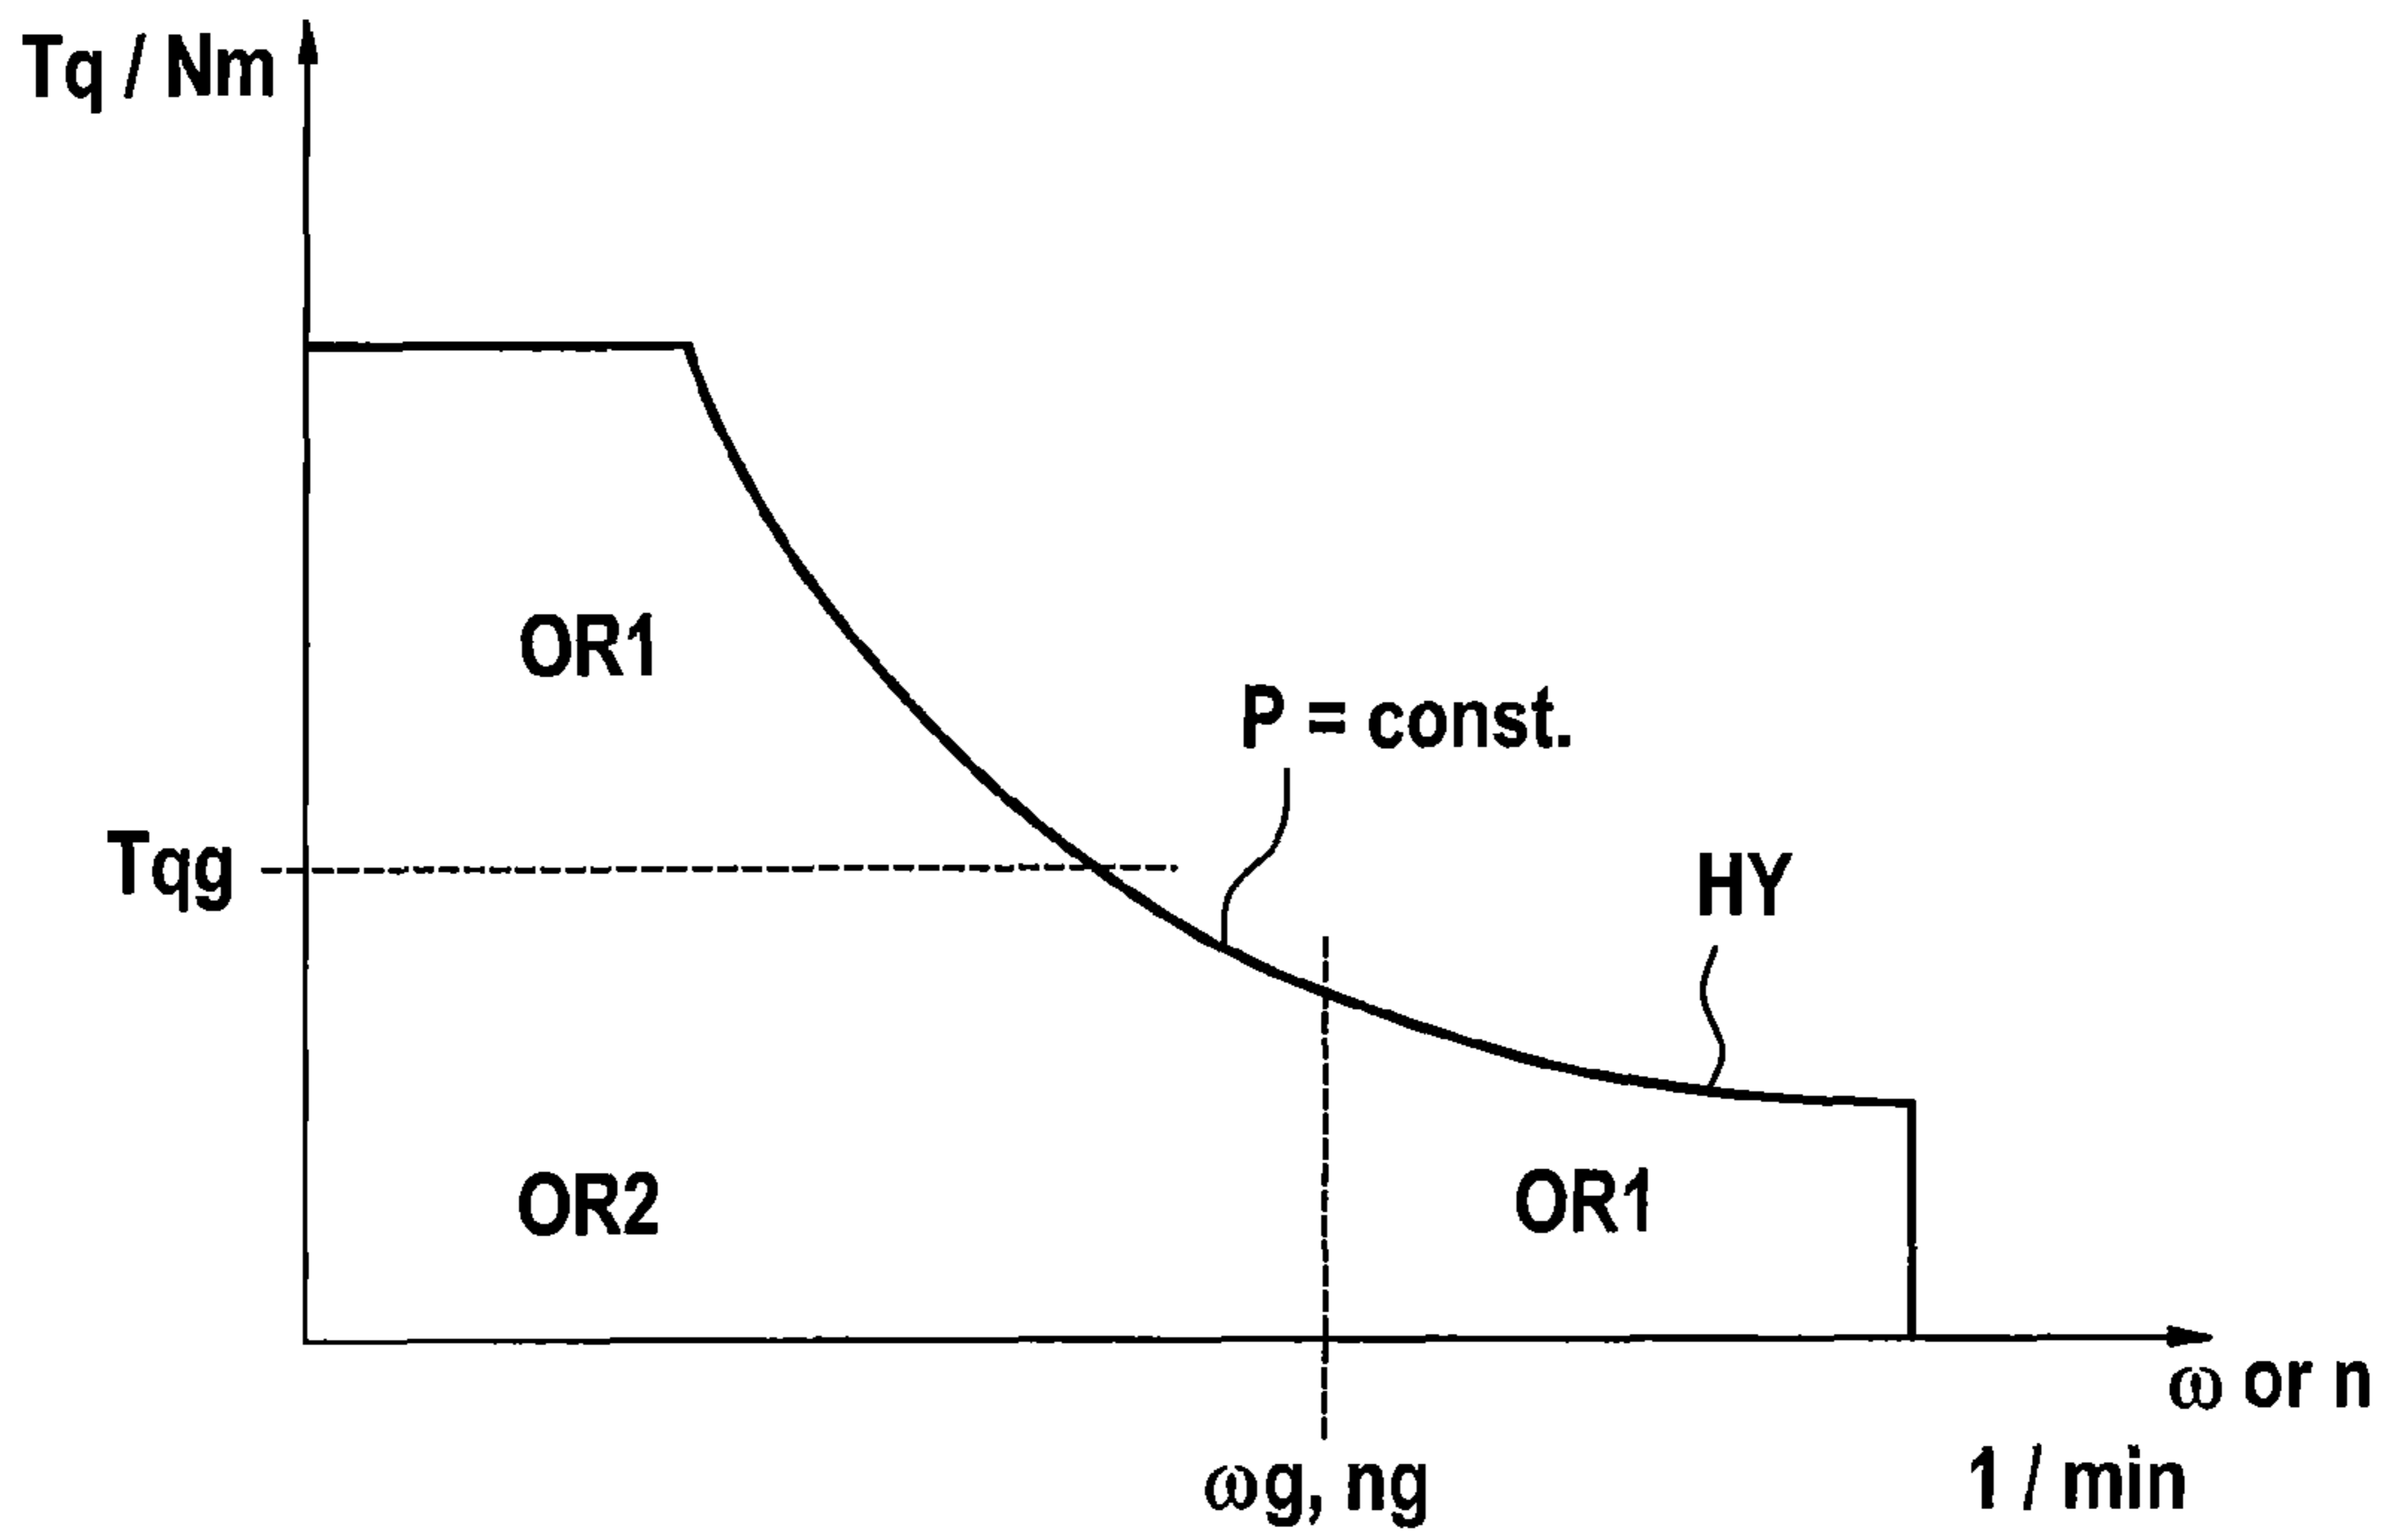 Tq / Nm
OR1
P = const.
Tqg
HY
OR2
OR1
ω or n
1 / min
ωg, ng